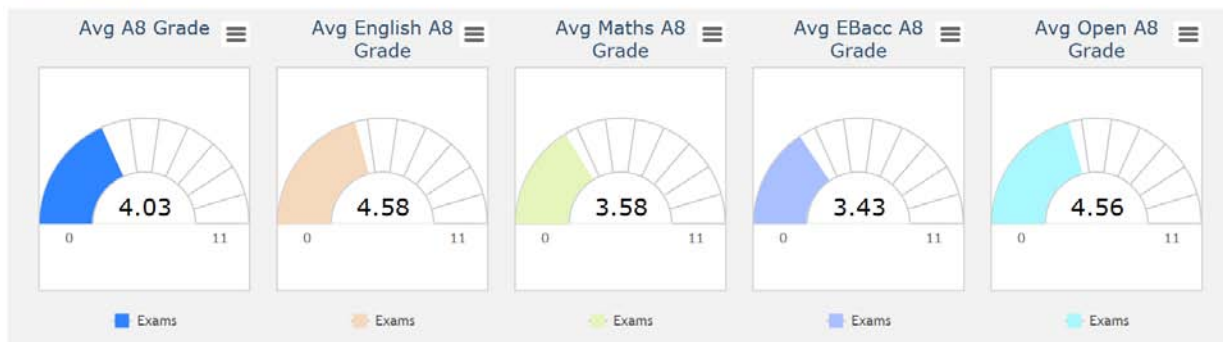 Avg A8 Grade
Avg English A8
Grade
Avg Maths A8
Grade
Avg EBacc A8
Grade
Avg Open A8
Grade
4.03
0 11
4.58
0 11
3.58
0 11
3.43
0 11
4.56
0 11
Exams
Exams
Exams
Exams
Exams